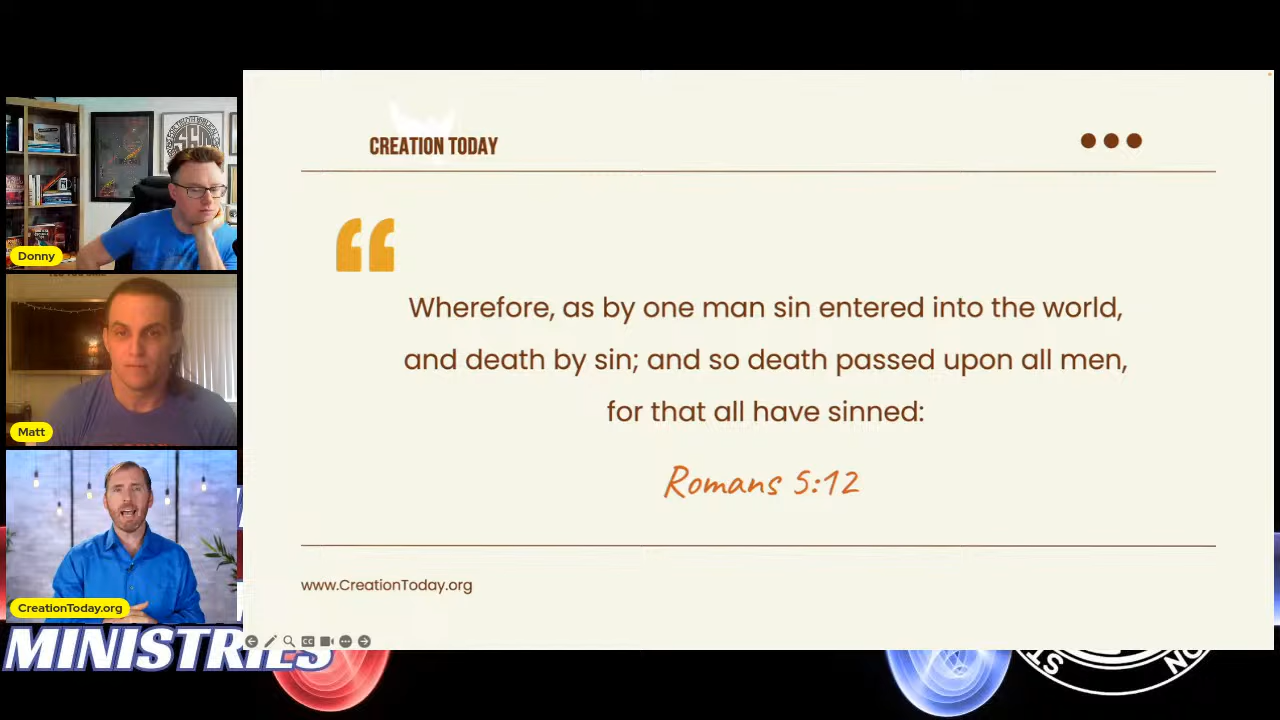 CREATION TODAY
Wherefore, as by one man sin entered into the world,
and death by sin; and so death passed upon all men,
for that all have sinned:
Romans 5:12
www.CreationToday.org
Donny
Matt
CreationToday.org
MINISTRIES